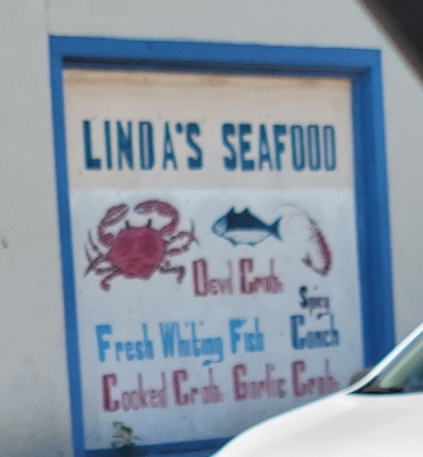 LINDA'S SEAFOOD
Devil Crab.
Spicy
Conch
Fresh Whiting Fish
Cooked Crab. Garlic Crab.